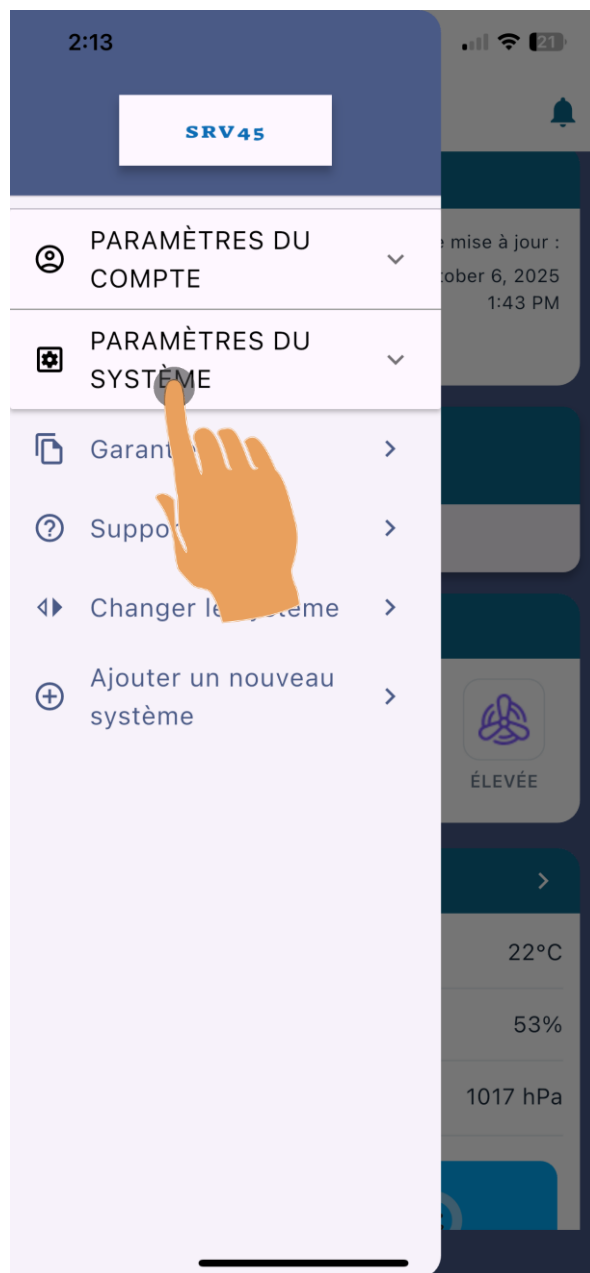 2:13
21
SRV45
PARAMÈTRES DU
COMPTE
mise à jour :
ober 6, 2025
1:43 PM
PARAMÈTRES DU
SYSTÈME
Garant
Suppo
Changer le système
Ajouter un nouveau
système
ÉLEVÉE
22°C
53%
1017 hPa